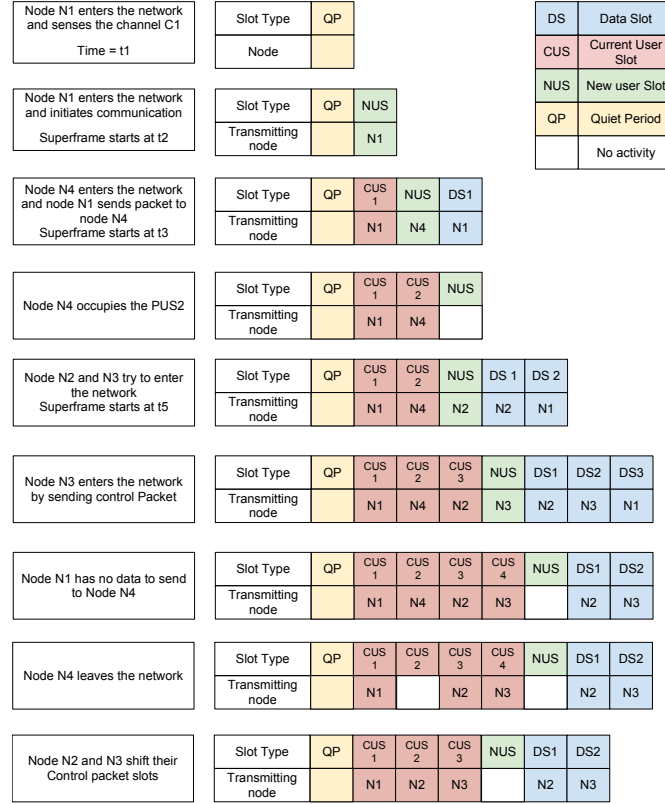 Node N1 enters the network
and senses the channel C1
Time = t1
Slot Type QP
Node
DS Data Slot
CUS Current User
Slot
NUS New user Slot
QP Quiet Period
No activity
Node N1 enters the network
and initiates communication
Superframe starts at t2
Slot Type QP NUS
Transmitting
node N1
Node N4 enters the network
and node N1 sends packet to
node N4
Superframe starts at t3
Slot Type QP CUS
1 NUS DS1
Transmitting
node N1 N4 N1
Node N4 occupies the PUS2
Slot Type QP CUS
1 CUS
2 NUS
Transmitting
node N1 N4
Node N2 and N3 try to enter
the network
Superframe starts at t5
Slot Type QP CUS
1 CUS
2 NUS DS 1 DS 2
Transmitting
node N1 N4 N2 N2 N1
Node N3 enters the network
by sending control Packet
Slot Type QP CUS
1 CUS
2 CUS
3 NUS DS1 DS2 DS3
Transmitting
node N1 N4 N2 N3 N2 N3 N1
Node N1 has no data to send
to Node N4
Slot Type QP CUS
1 CUS
2 CUS
3 CUS
4 NUS DS1 DS2
Transmitting
node N1 N4 N2 N3 N2 N3
Node N4 leaves the network
Slot Type QP CUS
1 CUS
2 CUS
3 CUS
4 NUS DS1 DS2
Transmitting
node N1 N2 N3 N2 N3
Node N2 and N3 shift their
Control packet slots
Slot Type QP CUS
1 CUS
2 CUS
3 NUS DS1 DS2
Transmitting
node N1 N2 N3 N2 N3